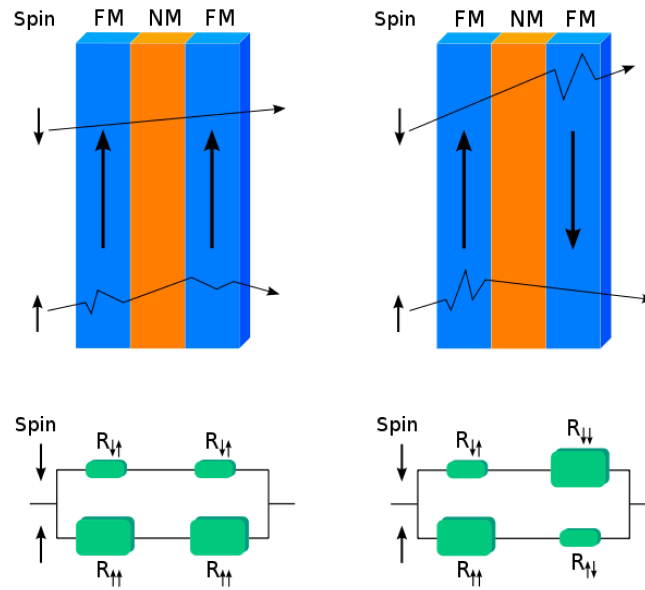 Spin FM NM FM
Spin FM NM FM
Spin
R↓↑ R↓↑
R↑↑ R↑↑
Spin
R↓↑ R↓↓
R↑↑ R↑↓